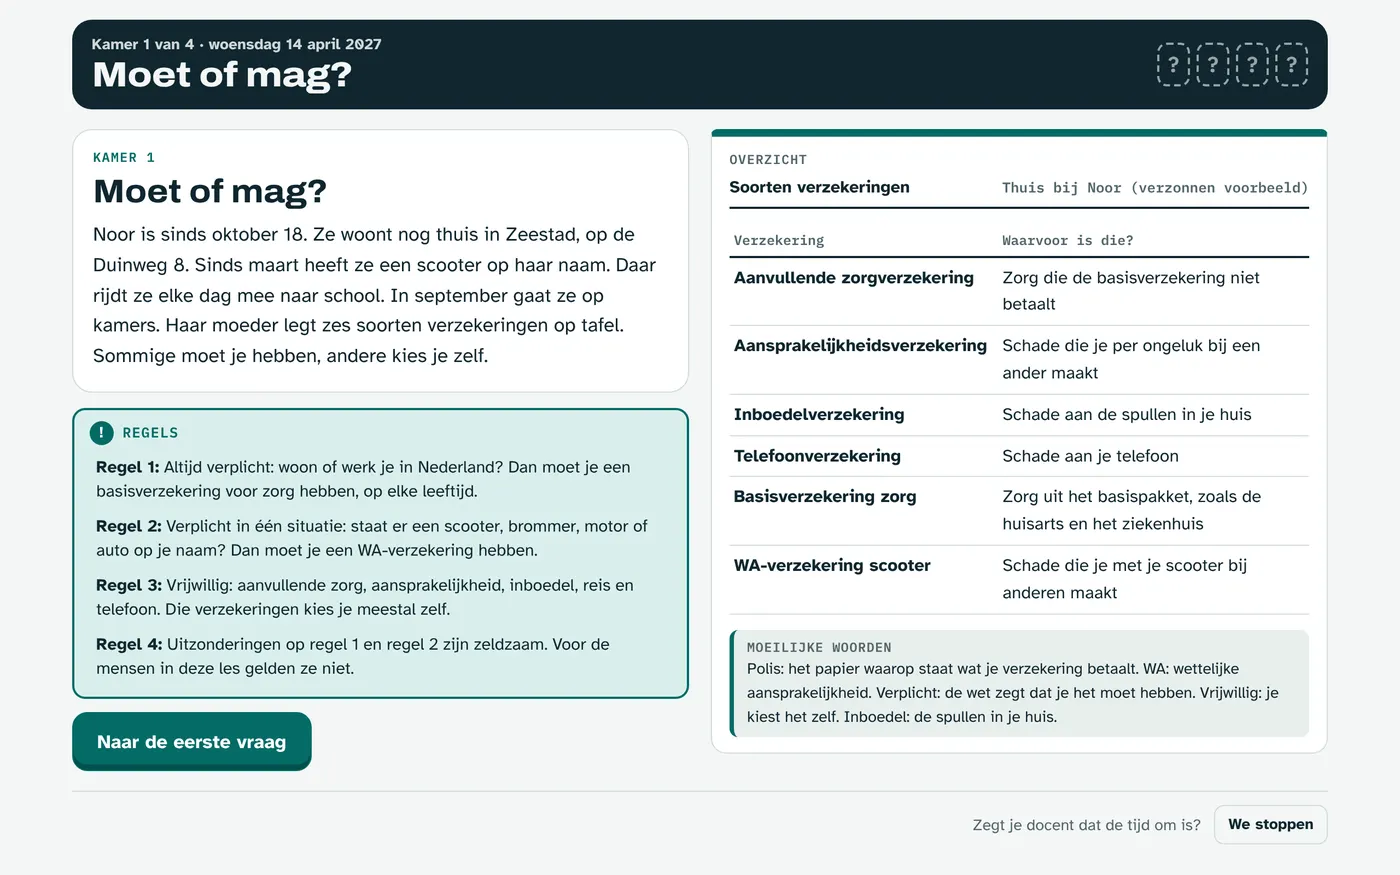 Kamer 1 van 4 · woensdag 14 april 2027
Moet of mag?
? ? ? ?
KAMER 1
Moet of mag?
Noor is sinds oktober 18. Ze woont nog thuis in Zeestad, op de
Duinweg 8. Sinds maart heeft ze een scooter op haar naam. Daar
rijdt ze elke dag mee naar school. In september gaat ze op
kamers. Haar moeder legt zes soorten verzekeringen op tafel.
Sommige moet je hebben, andere kies je zelf.
! REGELS
Regel 1: Altijd verplicht: woon of werk je in Nederland? Dan moet je een
basisverzekering voor zorg hebben, op elke leeftijd.
Regel 2: Verplicht in één situatie: staat er een scooter, brommer, motor of
auto op je naam? Dan moet je een WA-verzekering hebben.
Regel 3: Vrijwillig: aanvullende zorg, aansprakelijkheid, inboedel, reis en
telefoon. Die verzekeringen kies je meestal zelf.
Regel 4: Uitzonderingen op regel 1 en regel 2 zijn zeldzaam. Voor de
mensen in deze les gelden ze niet.
Naar de eerste vraag
OVERZICHT
Soorten verzekeringen Thuis bij Noor (verzonnen voorbeeld)
Verzekering Waarvoor is die?
Aanvullende zorgverzekering Zorg die de basisverzekering niet
betaalt
Aansprakelijkheidsverzekering Schade die je per ongeluk bij een
ander maakt
Inboedelverzekering Schade aan de spullen in je huis
Telefoonverzekering Schade aan je telefoon
Basisverzekering zorg Zorg uit het basispakket, zoals de
huisarts en het ziekenhuis
WA-verzekering scooter Schade die je met je scooter bij
anderen maakt
MOEILIJKE WOORDEN
Polis: het papier waarop staat wat je verzekering betaalt. WA: wettelijke
aansprakelijkheid. Verplicht: de wet zegt dat je het moet hebben. Vrijwillig: je
kiest het zelf. Inboedel: de spullen in je huis.
Zegt je docent dat de tijd om is? We stoppen